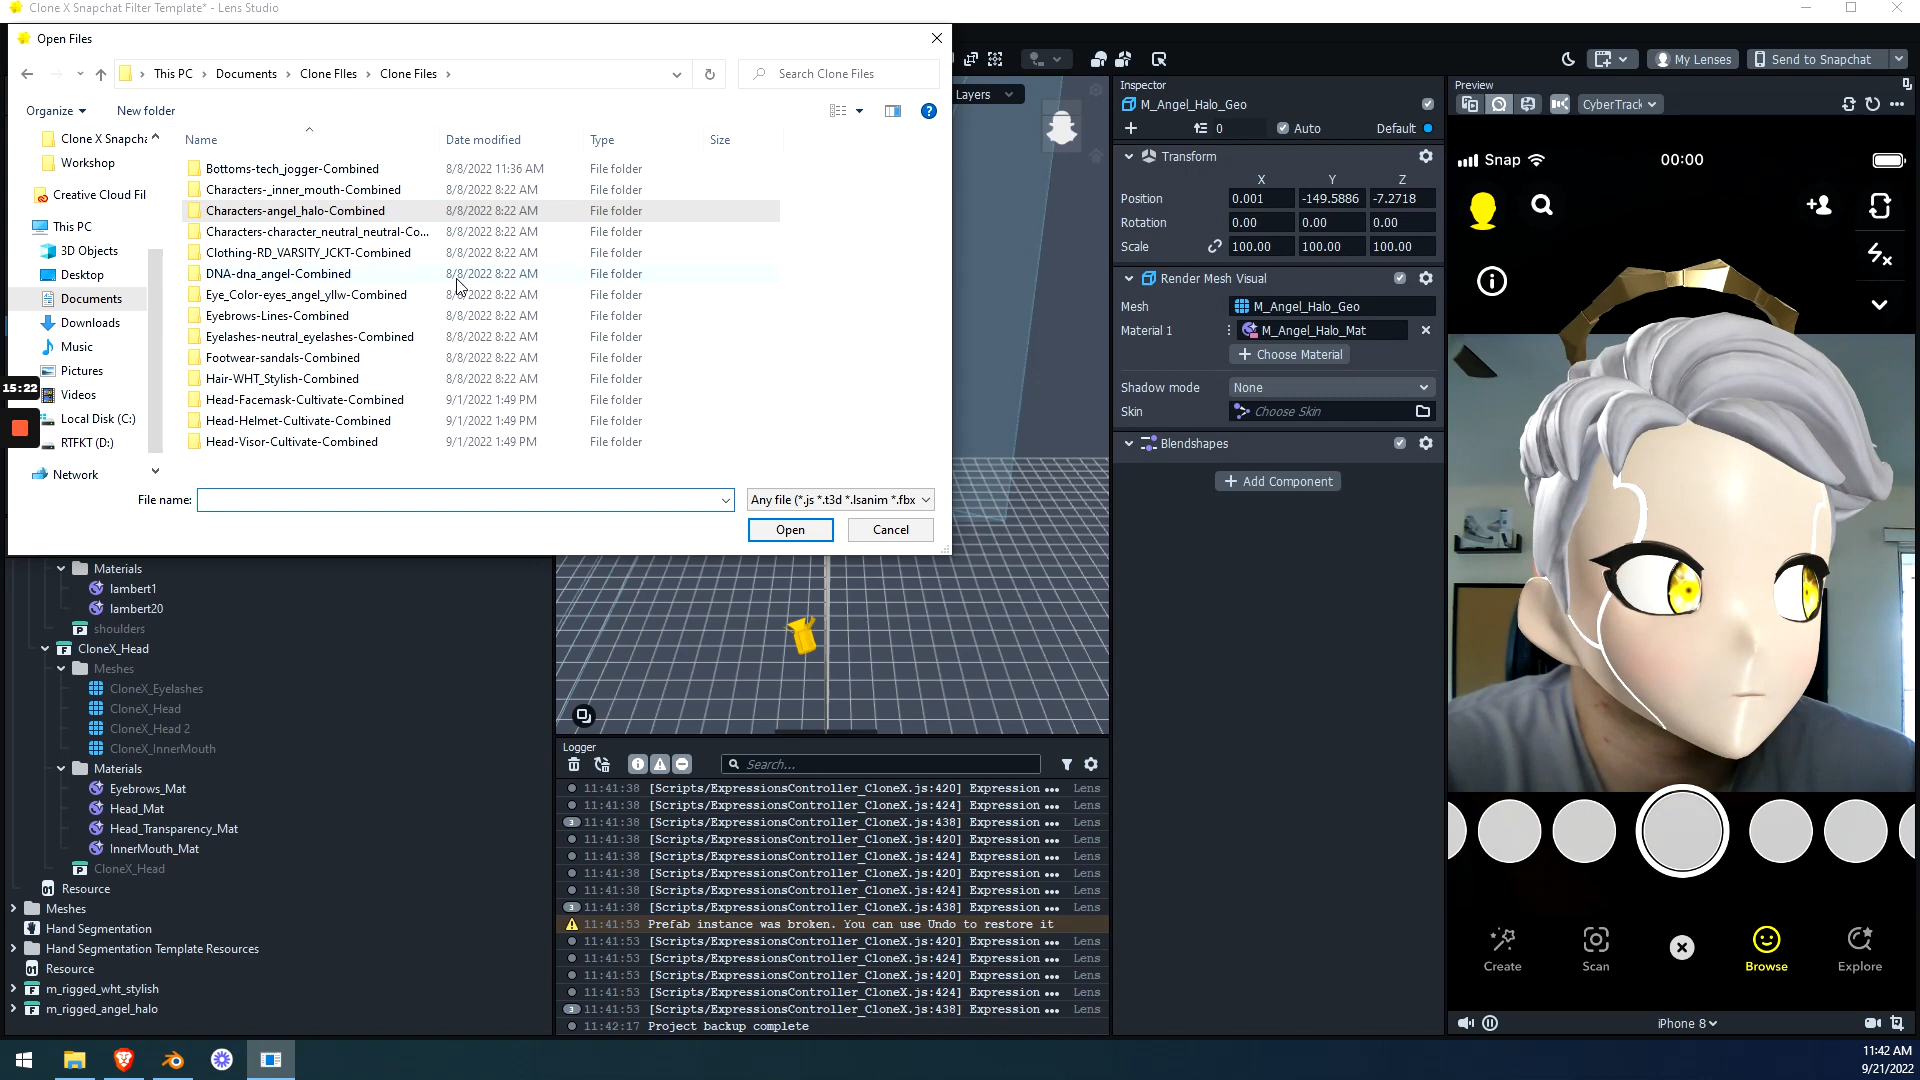 Clone X Snapchat Filter Template* - Lens Studio
Open Files
This PC > Documents > Clone FIles > Clone Files >
Search Clone Files
Organize
New folder
Name
Date modified
Type
Size
Clone X Snapcha
Workshop
Creative Cloud Fil
This PC
3D Objects
Desktop
Documents
Downloads
Music
Pictures
Videos
Local Disk (C:)
RTFKT (D:)
Network
Bottoms-tech_jogger-Combined 8/8/2022 11:36 AM File folder
Characters-_inner_mouth-Combined 8/8/2022 8:22 AM File folder
Characters-angel_halo-Combined 8/8/2022 8:22 AM File folder
Characters-character_neutral_neutral-Co... 8/8/2022 8:22 AM File folder
Clothing-RD_VARSITY_JCKT-Combined 8/8/2022 8:22 AM File folder
DNA-dna_angel-Combined 8/8/2022 8:22 AM File folder
Eye_Color-eyes_angel_yllw-Combined 8/8/2022 8:22 AM File folder
Eyebrows-Lines-Combined 8/8/2022 8:22 AM File folder
Eyelashes-neutral_eyelashes-Combined 8/8/2022 8:22 AM File folder
Footwear-sandals-Combined 8/8/2022 8:22 AM File folder
Hair-WHT_Stylish-Combined 8/8/2022 8:22 AM File folder
Head-Facemask-Cultivate-Combined 9/1/2022 1:49 PM File folder
Head-Helmet-Cultivate-Combined 9/1/2022 1:49 PM File folder
Head-Visor-Cultivate-Combined 9/1/2022 1:49 PM File folder
File name:
Any file (*.js *.t3d *.lsanim *.fbx
Open
Cancel
15:22
Materials
lambert1
lambert20
shoulders
CloneX_Head
Meshes
CloneX_Eyelashes
CloneX_Head
CloneX_Head 2
CloneX_InnerMouth
Materials
Eyebrows_Mat
Head_Mat
Head_Transparency_Mat
InnerMouth_Mat
CloneX_Head
Resource
Meshes
Hand Segmentation
Hand Segmentation Template Resources
Resource
m_rigged_wht_stylish
m_rigged_angel_halo
Layers
Logger
Search...
11:41:38 [Scripts/ExpressionsController_CloneX.js:420] Expression ••• Lens
11:41:38 [Scripts/ExpressionsController_CloneX.js:424] Expression ••• Lens
3 11:41:38 [Scripts/ExpressionsController_CloneX.js:438] Expression ••• Lens
11:41:38 [Scripts/ExpressionsController_CloneX.js:420] Expression ••• Lens
11:41:38 [Scripts/ExpressionsController_CloneX.js:424] Expression ••• Lens
11:41:38 [Scripts/ExpressionsController_CloneX.js:420] Expression ••• Lens
11:41:38 [Scripts/ExpressionsController_CloneX.js:424] Expression ••• Lens
3 11:41:38 [Scripts/ExpressionsController_CloneX.js:438] Expression ••• Lens
11:41:53 Prefab instance was broken. You can use Undo to restore it
11:41:53 [Scripts/ExpressionsController_CloneX.js:420] Expression ••• Lens
11:41:53 [Scripts/ExpressionsController_CloneX.js:424] Expression ••• Lens
11:41:53 [Scripts/ExpressionsController_CloneX.js:420] Expression ••• Lens
11:41:53 [Scripts/ExpressionsController_CloneX.js:424] Expression ••• Lens
3 11:41:53 [Scripts/ExpressionsController_CloneX.js:438] Expression ••• Lens
11:42:17 Project backup complete
My Lenses
Send to Snapchat
Inspector
M_Angel_Halo_Geo
0
Auto
Default
Transform
X Y Z
Position 0.001 -149.5886 -7.2718
Rotation 0.00 0.00 0.00
Scale 100.00 100.00 100.00
Render Mesh Visual
Mesh M_Angel_Halo_Geo
Material 1 M_Angel_Halo_Mat
Choose Material
Shadow mode None
Skin Choose Skin
Blendshapes
Add Component
Preview
CyberTrack
Snap
00:00
Create
Scan
Browse
Explore
iPhone 8
11:42 AM
9/21/2022